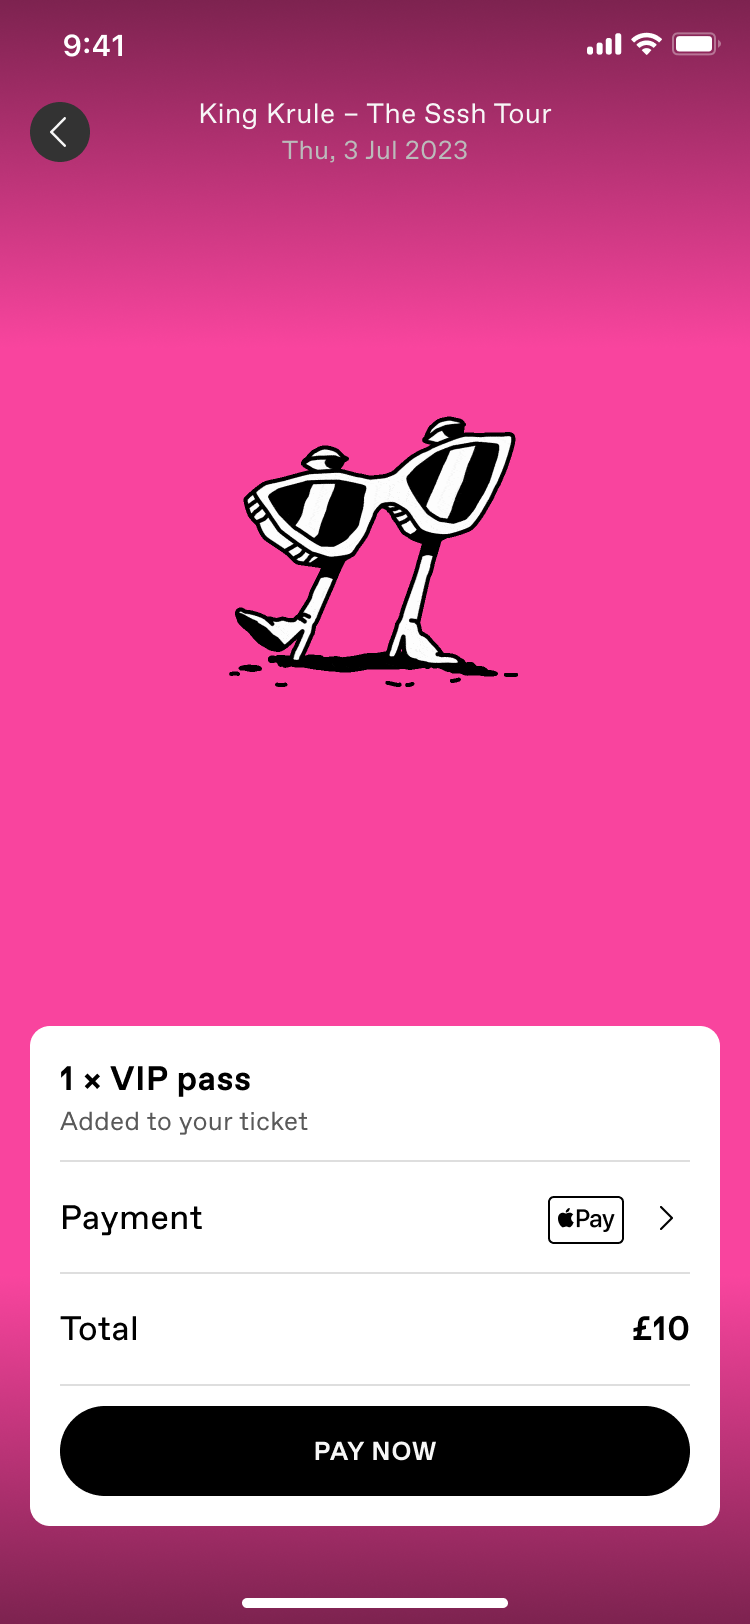 9:41
King Krule – The Sssh Tour
Thu, 3 Jul 2023
1 × VIP pass
Added to your ticket
Payment
Pay
Total
£10
PAY NOW